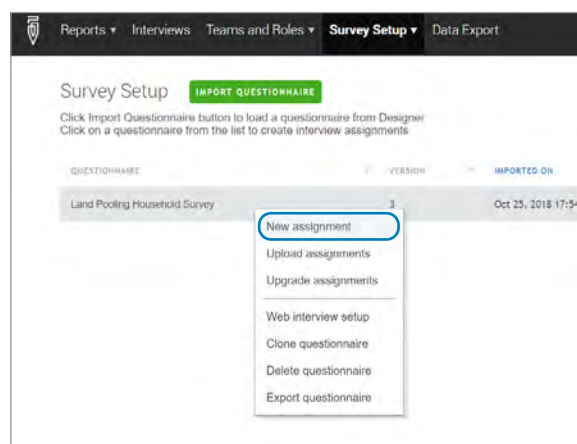 Reports ▾ Interviews Teams and Roles ▾ Survey Setup ▾ Data Export
Survey Setup IMPORT QUESTIONNAIRE
Click Import Questionnaire button to load a questionnaire from Designer
Click on a questionnaire from the list to create interview assignments
QUESTIONNAIRE VERSION IMPORTED ON
Land Pooling Household Survey 3 Oct 25, 2018 17:54
New assignment
Upload assignments
Upgrade assignments
Web interview setup
Clone questionnaire
Delete questionnaire
Export questionnaire